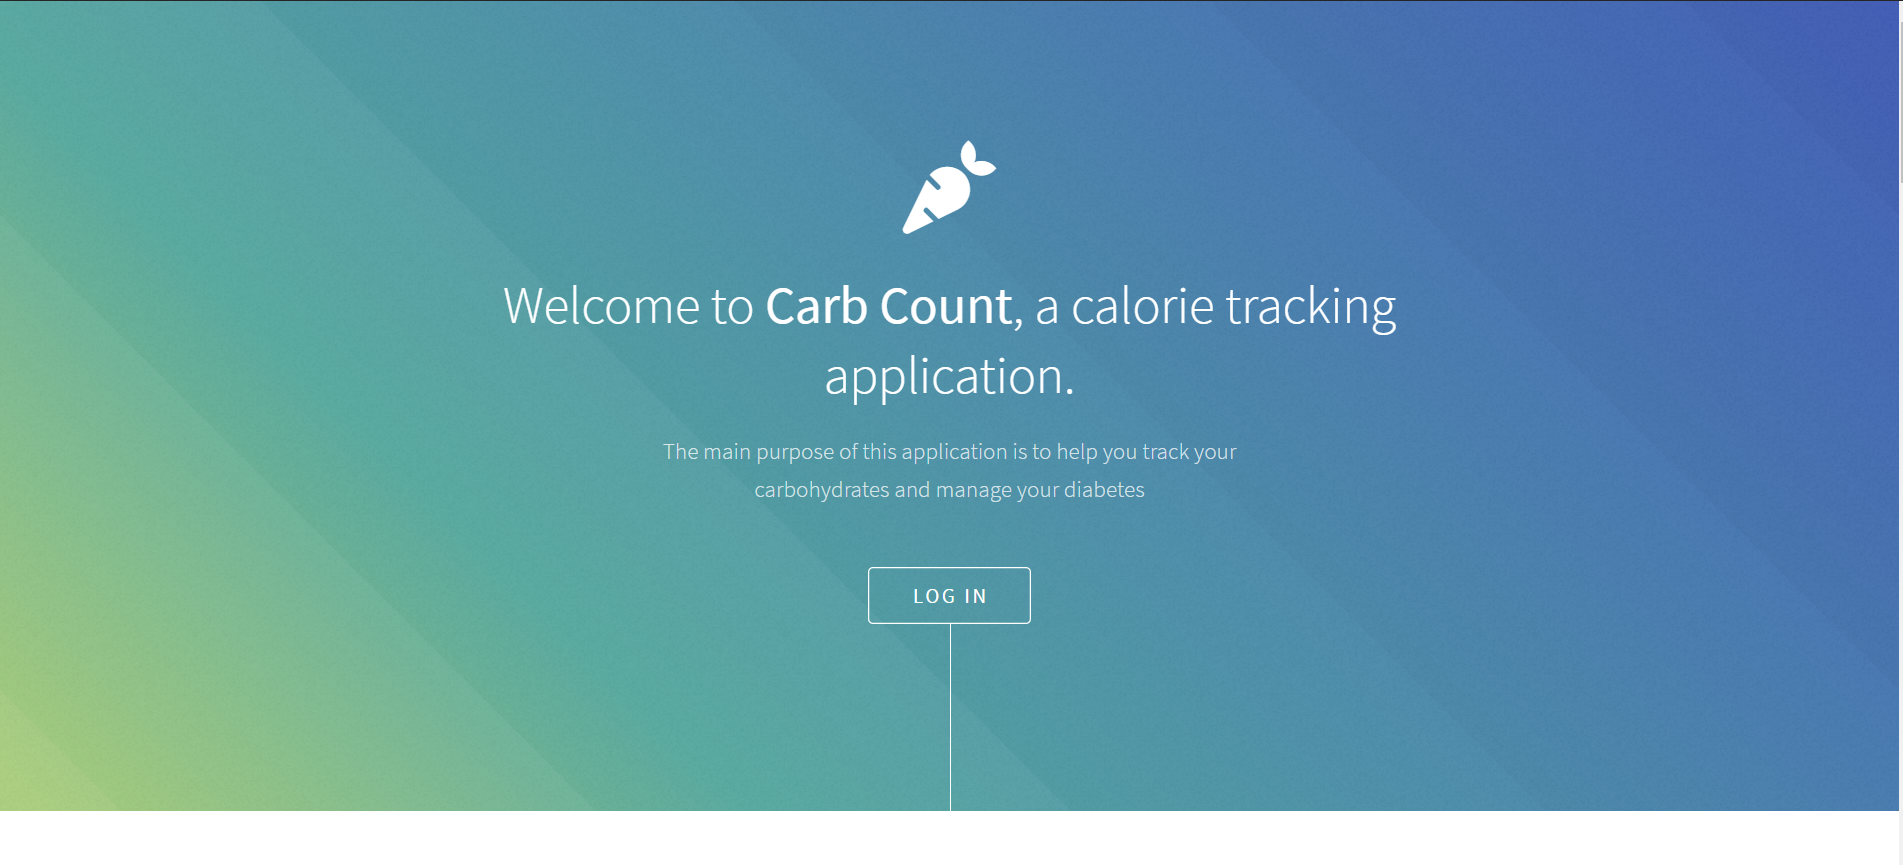 Welcome to Carb Count, a calorie tracking
application.
The main purpose of this application is to help you track your
carbohydrates and manage your diabetes
LOG IN